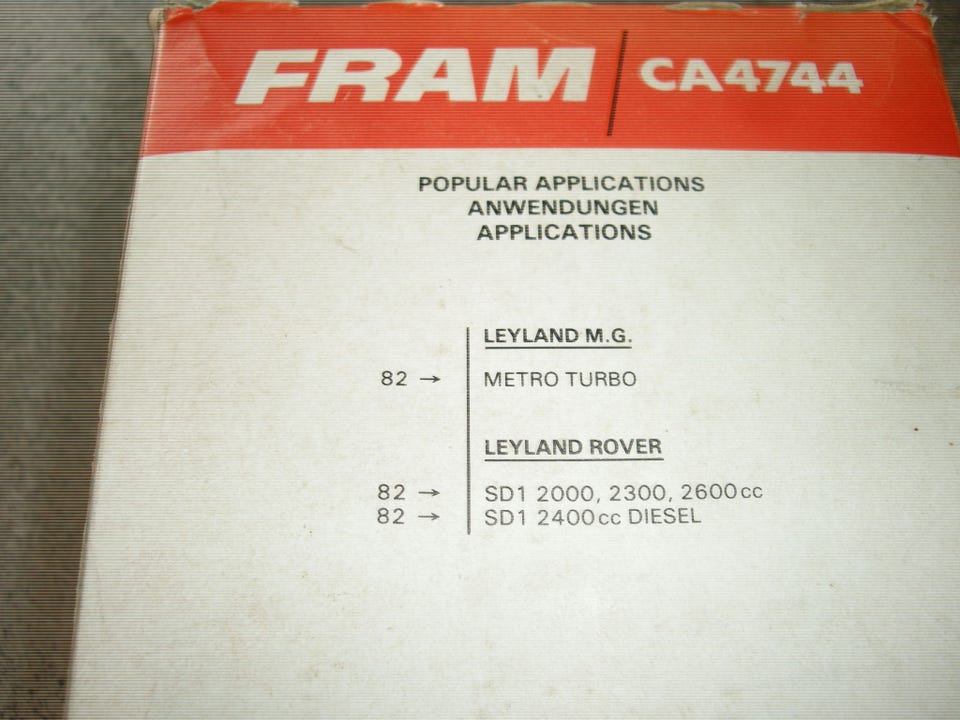 FRAM / CA4744
POPULAR APPLICATIONS
ANWENDUNGEN
APPLICATIONS
LEYLAND M.G.
82 → METRO TURBO
LEYLAND ROVER
82 → SD1 2000, 2300, 2600cc
82 → SD1 2400cc DIESEL